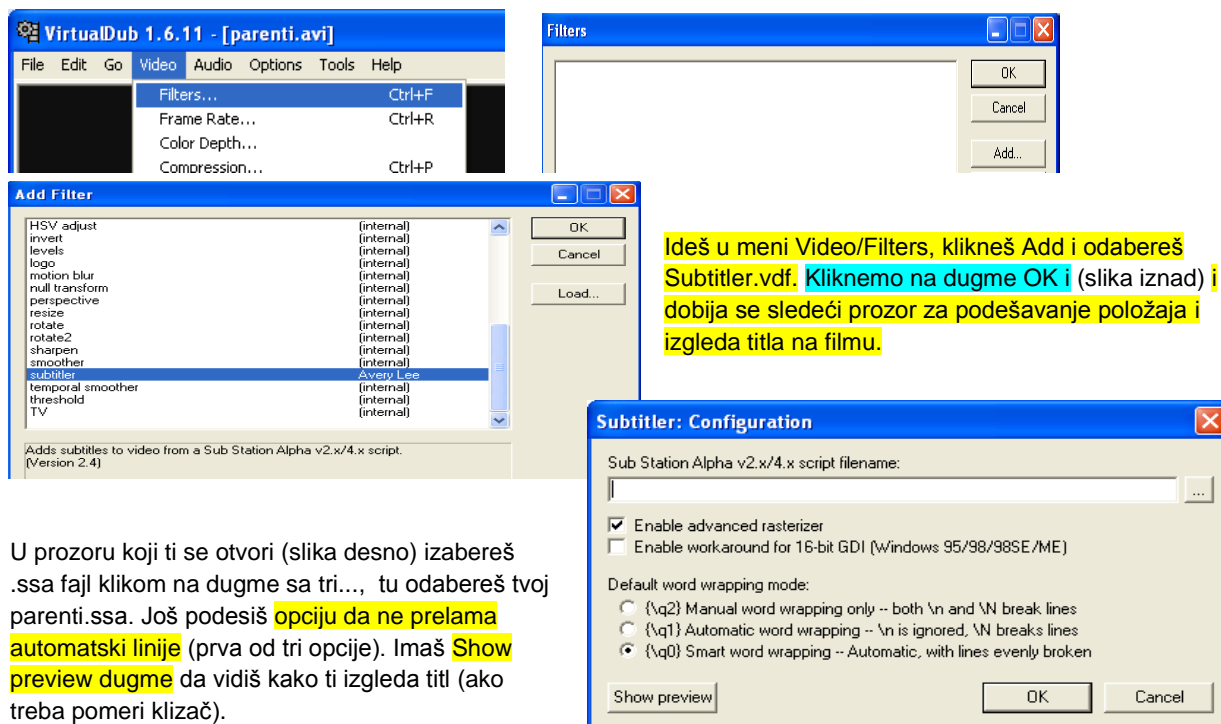 VirtualDub 1.6.11 - [parenti.avi]
File Edit Go Video Audio Options Tools Help
Filters... Ctrl+F
Frame Rate... Ctrl+R
Color Depth...
Compression... Ctrl+P
Filters
OK
Cancel
Add...
Add Filter
HSV adjust (internal)
invert (internal)
levels (internal)
logo (internal)
motion blur (internal)
null transform (internal)
perspective (internal)
resize (internal)
rotate (internal)
rotate2 (internal)
sharpen (internal)
smoother (internal)
subtitler Avery Lee
temporal smoother (internal)
threshold (internal)
TV (internal)
OK
Cancel
Load...
Adds subtitles to video from a Sub Station Alpha v2.x/4.x script.
(Version 2.4)
Ideš u meni Video/Filters, klikneš Add i odabereš
Subtitler.vdf. Kliknemo na dugme OK i (slika iznad) i
dobija se sledeći prozor za podešavanje položaja i
izgleda titla na filmu.
U prozoru koji ti se otvori (slika desno) izabereš
.ssa fajl klikom na dugme sa tri..., tu odabereš tvoj
parenti.ssa. Još podesiš opciju da ne prelama
automatski linije (prva od tri opcije). Imaš Show
preview dugme da vidiš kako ti izgleda titl (ako
treba pomeri klizač).
Subtitler: Configuration
Sub Station Alpha v2.x/4.x script filename:
...
Enable advanced rasterizer
Enable workaround for 16-bit GDI (Windows 95/98/98SE/ME)
Default word wrapping mode:
{\q2} Manual word wrapping only -- both \n and \N break lines
{\q1} Automatic word wrapping -- \n is ignored, \N breaks lines
{\q0} Smart word wrapping -- Automatic, with lines evenly broken
Show preview OK Cancel